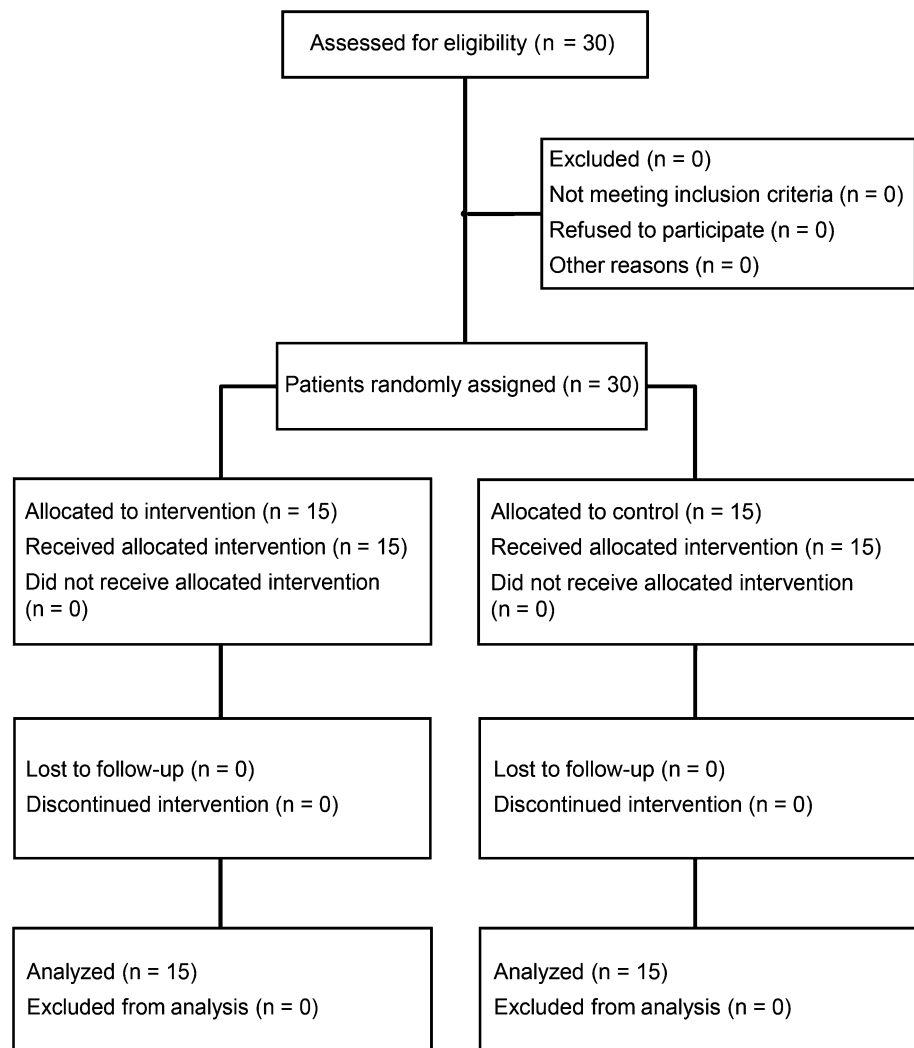 Assessed for eligibility (n = 30)
Excluded (n = 0)
Not meeting inclusion criteria (n = 0)
Refused to participate (n = 0)
Other reasons (n = 0)
Patients randomly assigned (n = 30)
Allocated to intervention (n = 15)
Received allocated intervention (n = 15)
Did not receive allocated intervention
(n = 0)
Allocated to control (n = 15)
Received allocated intervention (n = 15)
Did not receive allocated intervention
(n = 0)
Lost to follow-up (n = 0)
Discontinued intervention (n = 0)
Lost to follow-up (n = 0)
Discontinued intervention (n = 0)
Analyzed (n = 15)
Excluded from analysis (n = 0)
Analyzed (n = 15)
Excluded from analysis (n = 0)